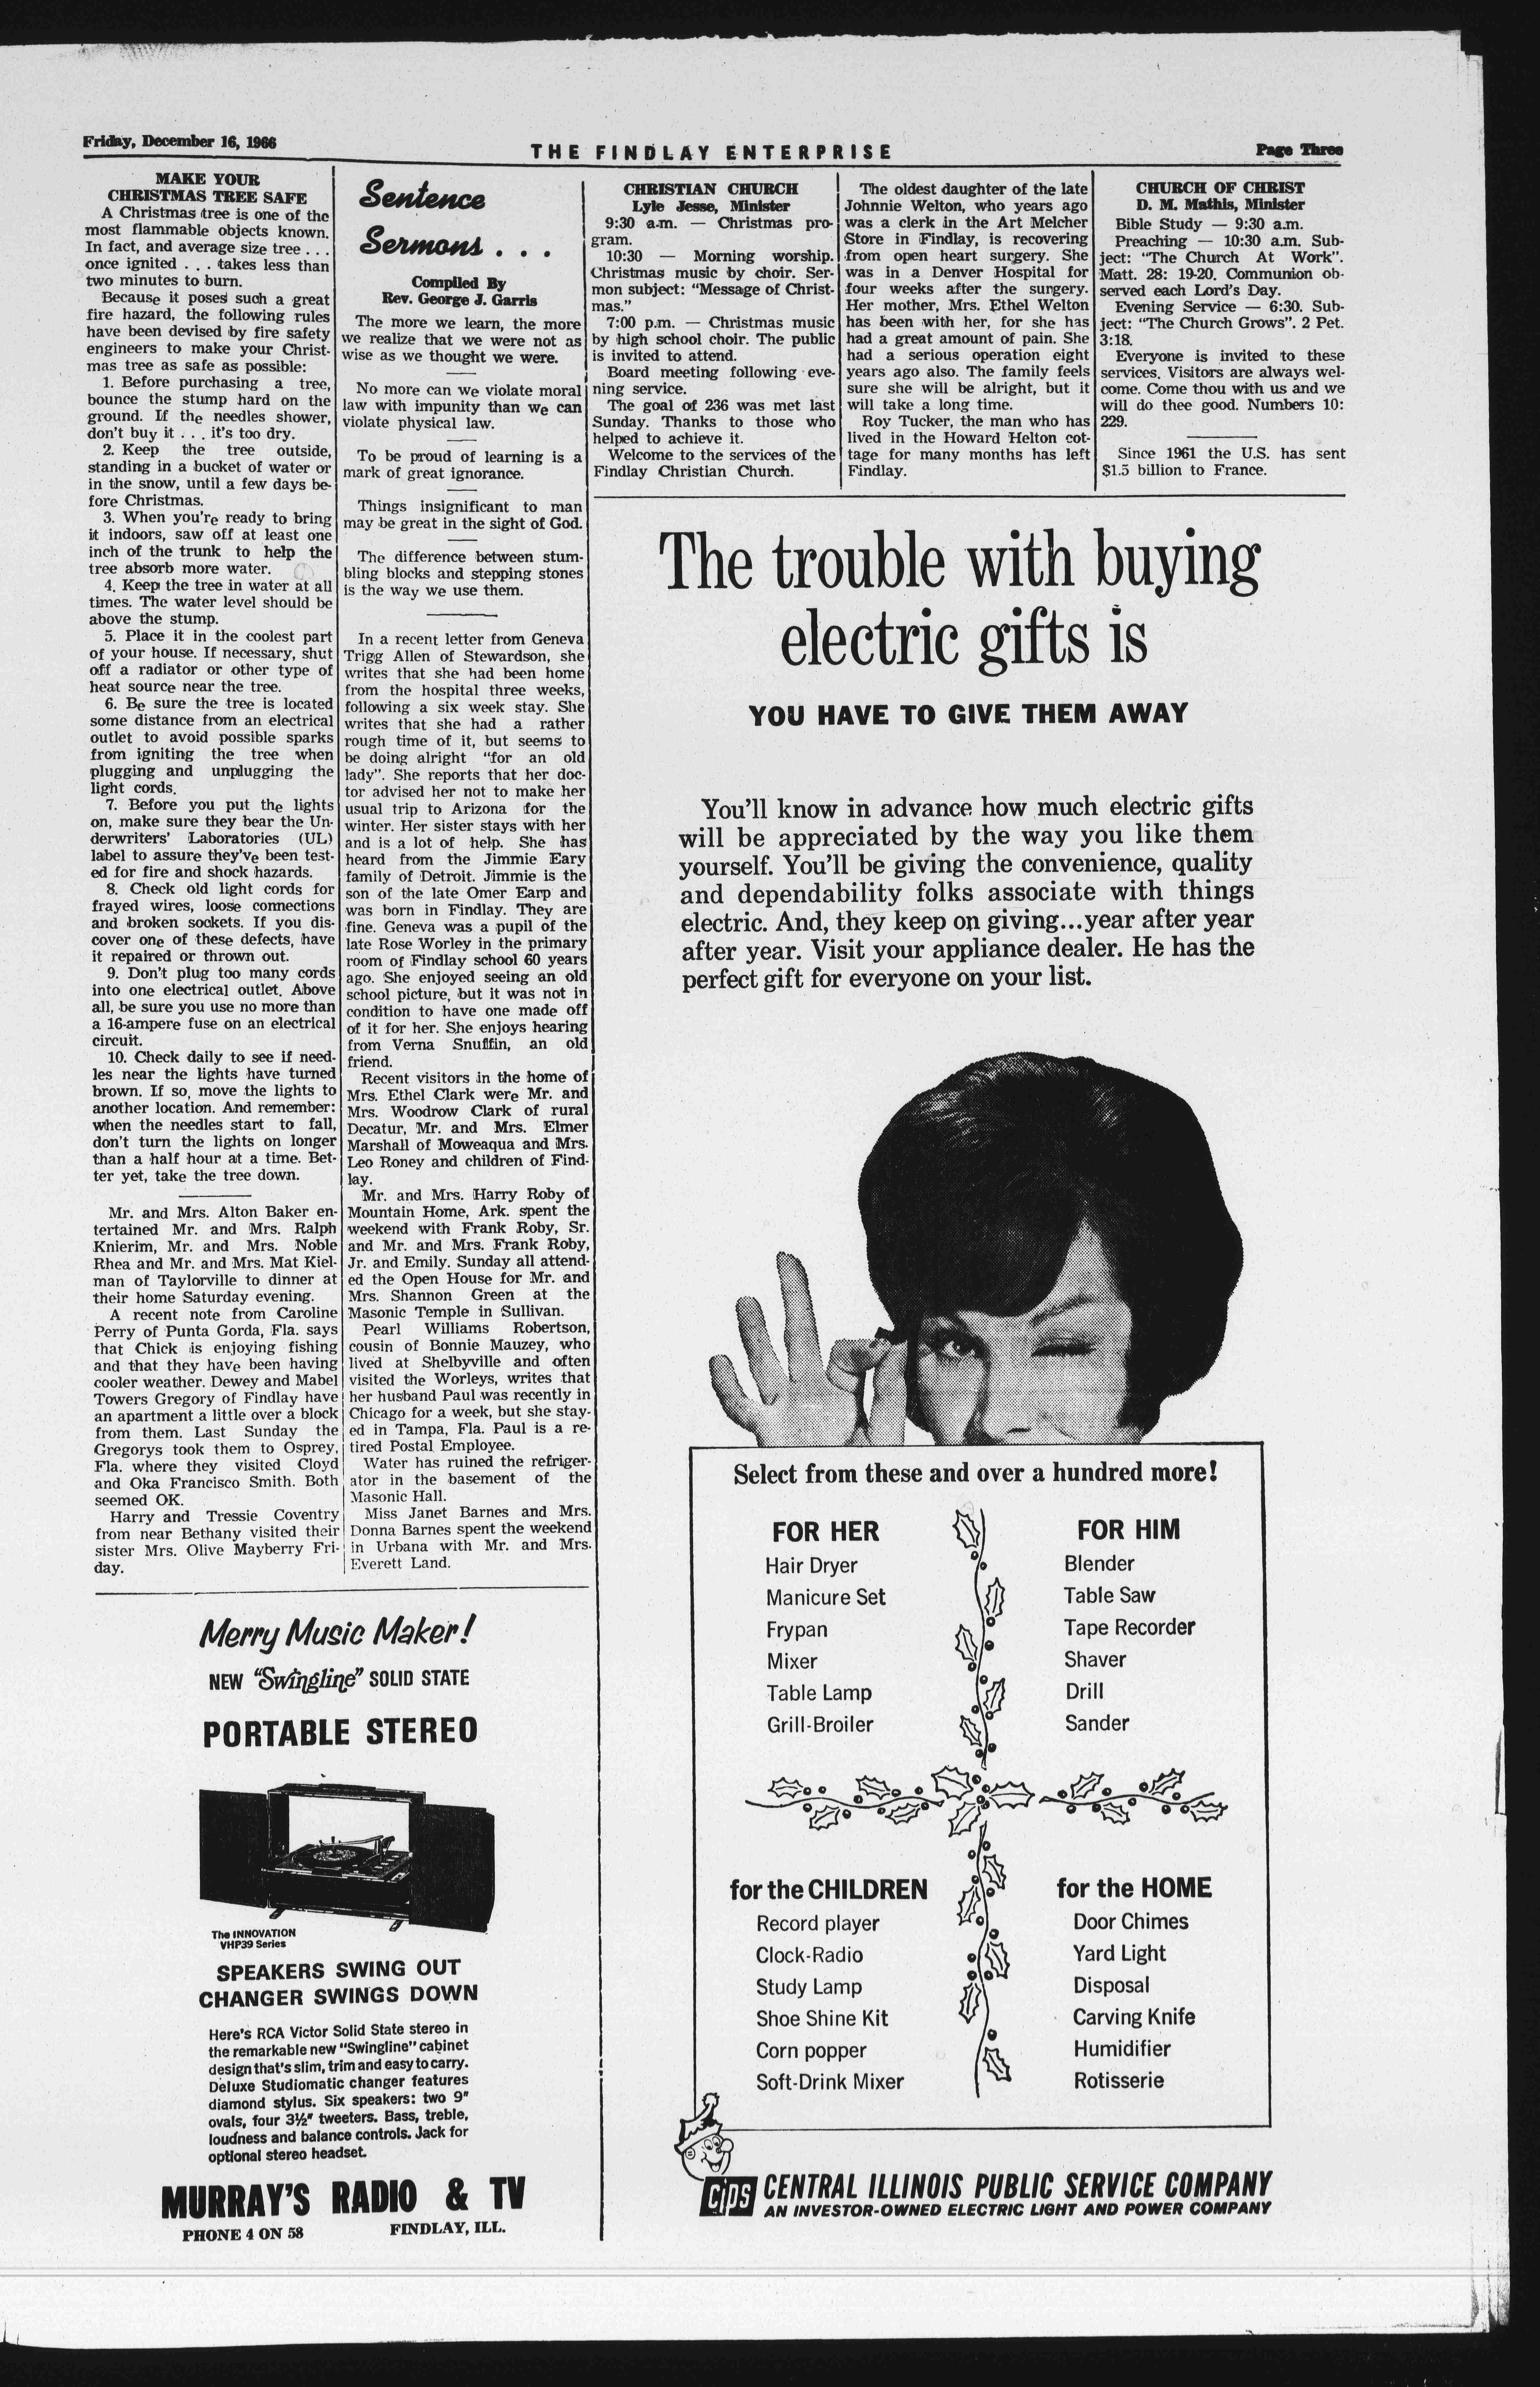 Friday, December 16, 1966
THE FINDLAY ENTERPRISE
Page Three
MAKE YOUR
CHRISTMAS TREE SAFE
A Christmas tree is one of the
most flammable objects known.
In fact, and average size tree . . .
once ignited . . . takes less than
two minutes to burn.
Because it poses such a great
fire hazard, the following rules
have been devised by fire safety
engineers to make your Christ-
mas tree as safe as possible:
1. Before purchasing a tree,
bounce the stump hard on the
ground. If the needles shower,
don't buy it . . . it's too dry.
2. Keep the tree outside,
standing in a bucket of water or
in the snow, until a few days be-
fore Christmas.
3. When you're ready to bring
it indoors, saw off at least one
inch of the trunk to help the
tree absorb more water.
4. Keep the tree in water at all
times. The water level should be
above the stump.
5. Place it in the coolest part
of your house. If necessary, shut
off a radiator or other type of
heat source near the tree.
6. Be sure the tree is located
some distance from an electrical
outlet to avoid possible sparks
from igniting the tree when
plugging and unplugging the
light cords.
7. Before you put the lights
on, make sure they bear the Un-
derwriters' Laboratories (UL)
label to assure they've been test-
ed for fire and shock hazards.
8. Check old light cords for
frayed wires, loose connections
and broken sockets. If you dis-
cover one of these defects, have
it repaired or thrown out.
9. Don't plug too many cords
into one electrical outlet. Above
all, be sure you use no more than
a 16-ampere fuse on an electrical
circuit.
10. Check daily to see if need-
les near the lights have turned
brown. If so, move the lights to
another location. And remember:
when the needles start to fall,
don't turn the lights on longer
than a half hour at a time. Bet-
ter yet, take the tree down.
Mr. and Mrs. Alton Baker en-
tertained Mr. and Mrs. Ralph
Knierim, Mr. and Mrs. Noble
Rhea and Mr. and Mrs. Mat Kiel-
man of Taylorville to dinner at
their home Saturday evening.
A recent note from Caroline
Perry of Punta Gorda, Fla. says
that Chick is enjoying fishing
and that they have been having
cooler weather. Dewey and Mabel
Towers Gregory of Findlay have
an apartment a little over a block
from them. Last Sunday the
Gregorys took them to Osprey,
Fla. where they visited Cloyd
and Oka Francisco Smith. Both
seemed OK.
Harry and Tressie Coventry
from near Bethany visited their
sister Mrs. Olive Mayberry Fri-
day.
Sentence
Sermons . . .
Compiled By
Rev. George J. Garris
The more we learn, the more
we realize that we were not as
wise as we thought we were.
No more can we violate moral
law with impunity than we can
violate physical law.
To be proud of learning is a
mark of great ignorance.
Things insignificant to man
may be great in the sight of God.
The difference between stum-
bling blocks and stepping stones
is the way we use them.
In a recent letter from Geneva
Trigg Allen of Stewardson, she
writes that she had been home
from the hospital three weeks,
following a six week stay. She
writes that she had a rather
rough time of it, but seems to
be doing alright "for an old
lady". She reports that her doc-
tor advised her not to make her
usual trip to Arizona for the
winter. Her sister stays with her
and is a lot of help. She has
heard from the Jimmie Eary
family of Detroit. Jimmie is the
son of the late Omer Earp and
was born in Findlay. They are
fine. Geneva was a pupil of the
late Rose Worley in the primary
room of Findlay school 60 years
ago. She enjoyed seeing an old
school picture, but it was not in
condition to have one made off
of it for her. She enjoys hearing
from Verna Snuffin, an old
friend.
Recent visitors in the home of
Mrs. Ethel Clark were Mr. and
Mrs. Woodrow Clark of rural
Decatur, Mr. and Mrs. Elmer
Marshall of Moweaqua and Mrs.
Leo Roney and children of Find-
lay.
Mr. and Mrs. Harry Roby of
Mountain Home, Ark. spent the
weekend with Frank Roby, Sr.
and Mr. and Mrs. Frank Roby,
Jr. and Emily. Sunday all attend-
ed the Open House for Mr. and
Mrs. Shannon Green at the
Masonic Temple in Sullivan.
Pearl Williams Robertson,
cousin of Bonnie Mauzey, who
lived at Shelbyville and often
visited the Worleys, writes that
her husband Paul was recently in
Chicago for a week, but she stay-
ed in Tampa, Fla. Paul is a re-
tired Postal Employee.
Water has ruined the refriger-
ator in the basement of the
Masonic Hall.
Miss Janet Barnes and Mrs.
Donna Barnes spent the weekend
in Urbana with Mr. and Mrs.
Everett Land.
CHRISTIAN CHURCH
Lyle Jesse, Minister
9:30 a.m. — Christmas pro-
gram.
10:30 — Morning worship.
Christmas music by choir. Ser-
mon subject: "Message of Christ-
mas."
7:00 p.m. — Christmas music
by high school choir. The public
is invited to attend.
Board meeting following eve-
ning service.
The goal of 236 was met last
Sunday. Thanks to those who
helped to achieve it.
Welcome to the services of the
Findlay Christian Church.
The oldest daughter of the late
Johnnie Welton, who years ago
was a clerk in the Art Melcher
Store in Findlay, is recovering
from open heart surgery. She
was in a Denver Hospital for
four weeks after the surgery.
Her mother, Mrs. Ethel Welton
has been with her, for she has
had a great amount of pain. She
had a serious operation eight
years ago also. The family feels
sure she will be alright, but it
will take a long time.
Roy Tucker, the man who has
lived in the Howard Helton cot-
tage for many months has left
Findlay.
CHURCH OF CHRIST
D. M. Mathis, Minister
Bible Study — 9:30 a.m.
Preaching — 10:30 a.m. Sub-
ject: "The Church At Work".
Matt. 28: 19-20. Communion ob-
served each Lord's Day.
Evening Service — 6:30. Sub-
ject: "The Church Grows". 2 Pet.
3:18.
Everyone is invited to these
services. Visitors are always wel-
come. Come thou with us and we
will do thee good. Numbers 10:
229.
Since 1961 the U.S. has sent
$1.5 billion to France.
The trouble with buying
electric gifts is
YOU HAVE TO GIVE THEM AWAY
You'll know in advance how much electric gifts
will be appreciated by the way you like them
yourself. You'll be giving the convenience, quality
and dependability folks associate with things
electric. And, they keep on giving...year after year
after year. Visit your appliance dealer. He has the
perfect gift for everyone on your list.
Select from these and over a hundred more!
FOR HER
Hair Dryer
Manicure Set
Frypan
Mixer
Table Lamp
Grill-Broiler
FOR HIM
Blender
Table Saw
Tape Recorder
Shaver
Drill
Sander
for the CHILDREN
Record player
Clock-Radio
Study Lamp
Shoe Shine Kit
Corn popper
Soft-Drink Mixer
for the HOME
Door Chimes
Yard Light
Disposal
Carving Knife
Humidifier
Rotisserie
CIPS CENTRAL ILLINOIS PUBLIC SERVICE COMPANY
AN INVESTOR-OWNED ELECTRIC LIGHT AND POWER COMPANY
Merry Music Maker!
NEW "Swingline" SOLID STATE
PORTABLE STEREO
The INNOVATION
VHP39 Series
SPEAKERS SWING OUT
CHANGER SWINGS DOWN
Here's RCA Victor Solid State stereo in
the remarkable new "Swingline" cabinet
design that's slim, trim and easy to carry.
Deluxe Studiomatic changer features
diamond stylus. Six speakers: two 9"
ovals, four 3½" tweeters. Bass, treble,
loudness and balance controls. Jack for
optional stereo headset.
MURRAY'S RADIO & TV
PHONE 4 ON 58
FINDLAY, ILL.